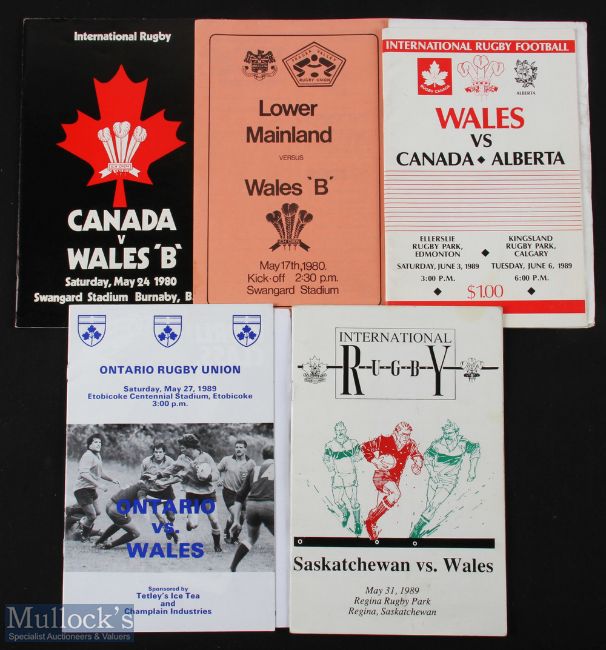 International Rugby
CANADA
V
WALES 'B'
Saturday, May 24 1980
Swangard Stadium Burnaby, B.
Lower
Mainland
VERSUS
Wales 'B'
May 17th, 1980.
Kick-off 2:30 p.m.
Swangard Stadium
INTERNATIONAL RUGBY FOOTBALL
RUGBY CANADA
ALBERTA
WALES
VS
CANADA ◆ ALBERTA
ELLERSLIE
RUGBY PARK,
EDMONTON
SATURDAY, JUNE 3, 1989
3:00 P.M.
KINGSLAND
RUGBY PARK,
CALGARY
TUESDAY, JUNE 6, 1989
6:00 P.M.
$1.00
ONTARIO RUGBY UNION
Saturday, May 27, 1989
Etobicoke Centennial Stadium, Etobicoke
3:00 p.m.
ONTARIO
vs.
WALES
Sponsored by
Tetley's Ice Tea
and
Champlain Industries
INTERNATIONAL
RUGBY
Saskatchewan vs. Wales
May 31, 1989
Regina Rugby Park
Regina, Saskatchewan
Mullock's
Specialist Auctioneers & Valuers